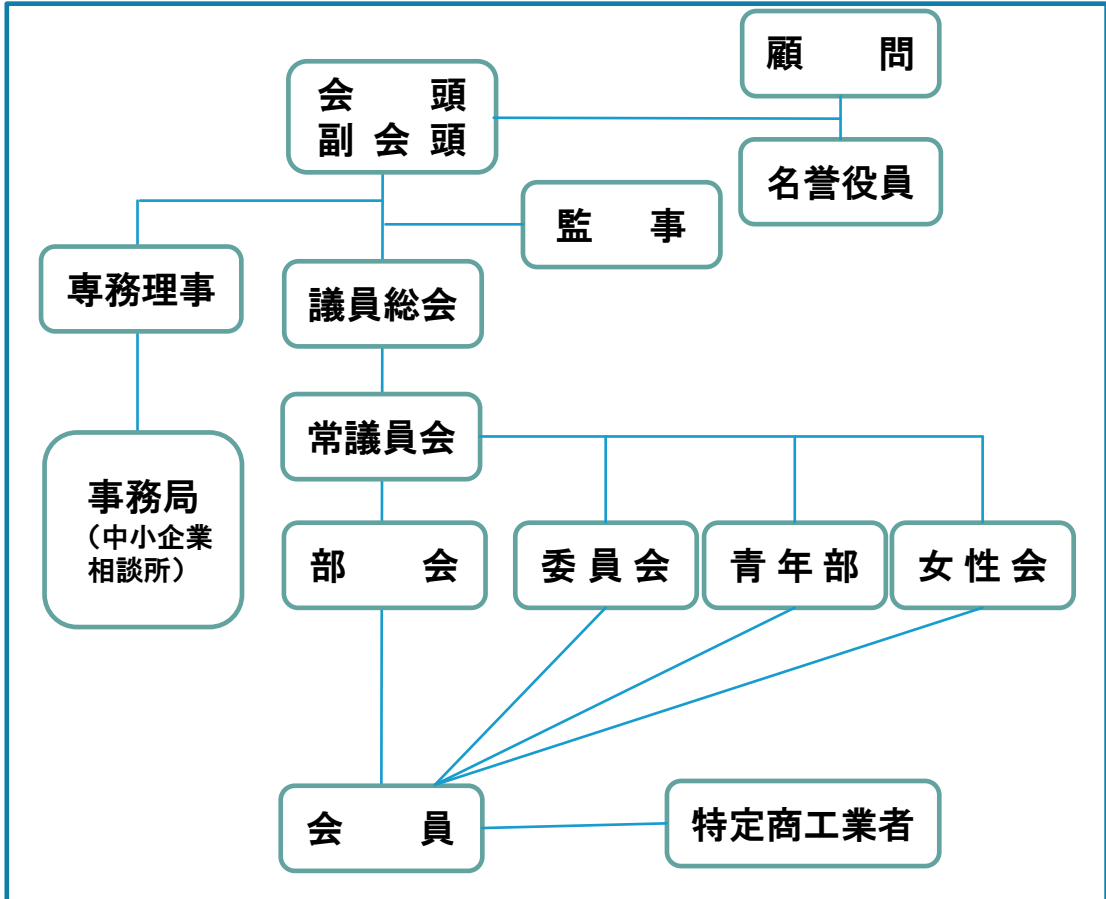 顧　問
会　頭
副会頭
名誉役員
監　事
専務理事
議員総会
常議員会
事務局
（中小企業
相談所）
部　会
委員会
青年部
女性会
会　員
特定商工業者